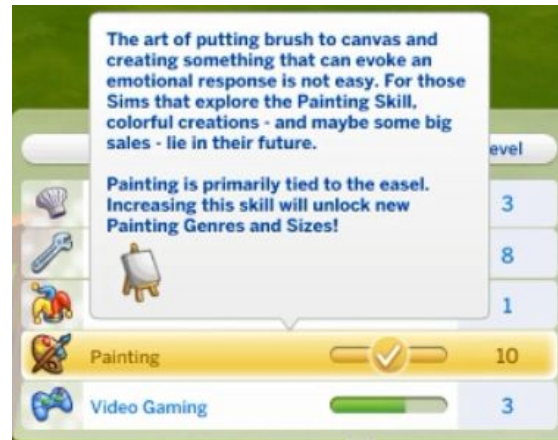 The art of putting brush to canvas and
creating something that can evoke an
emotional response is not easy. For those
Sims that explore the Painting Skill,
colorful creations - and maybe some big
sales - lie in their future.
Painting is primarily tied to the easel.
Increasing this skill will unlock new
Painting Genres and Sizes!
evel
3
8
1
Painting 10
Video Gaming 3